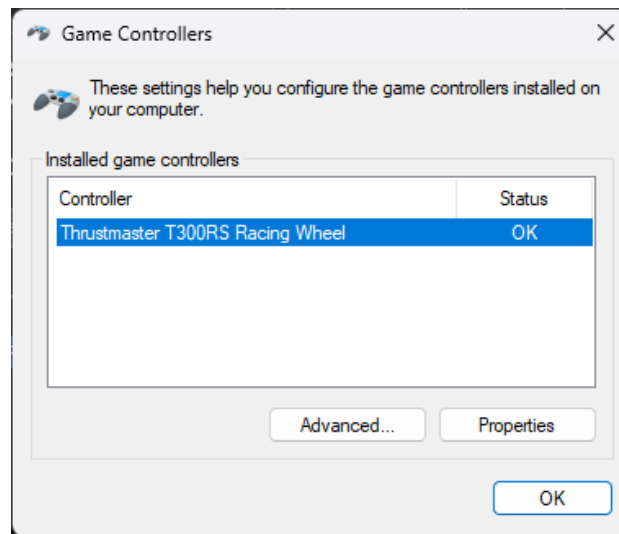 Game Controllers
These settings help you configure the game controllers installed on
your computer.
Installed game controllers
Controller Status
Thrustmaster T300RS Racing Wheel OK
Advanced... Properties
OK